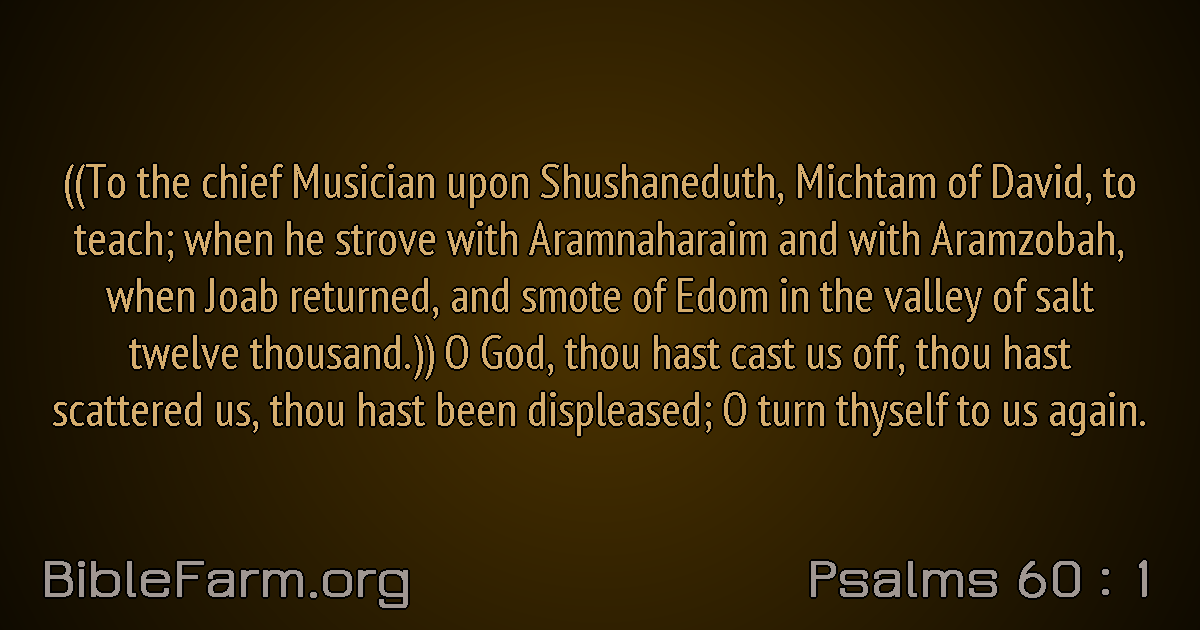 ((To the chief Musician upon Shushaneduth, Michtam of David, to
teach; when he strove with Aramnaharaim and with Aramzobah,
when Joab returned, and smote of Edom in the valley of salt
twelve thousand.)) O God, thou hast cast us off, thou hast
scattered us, thou hast been displeased; O turn thyself to us again.
BibleFarm.org
Psalms 60 : 1